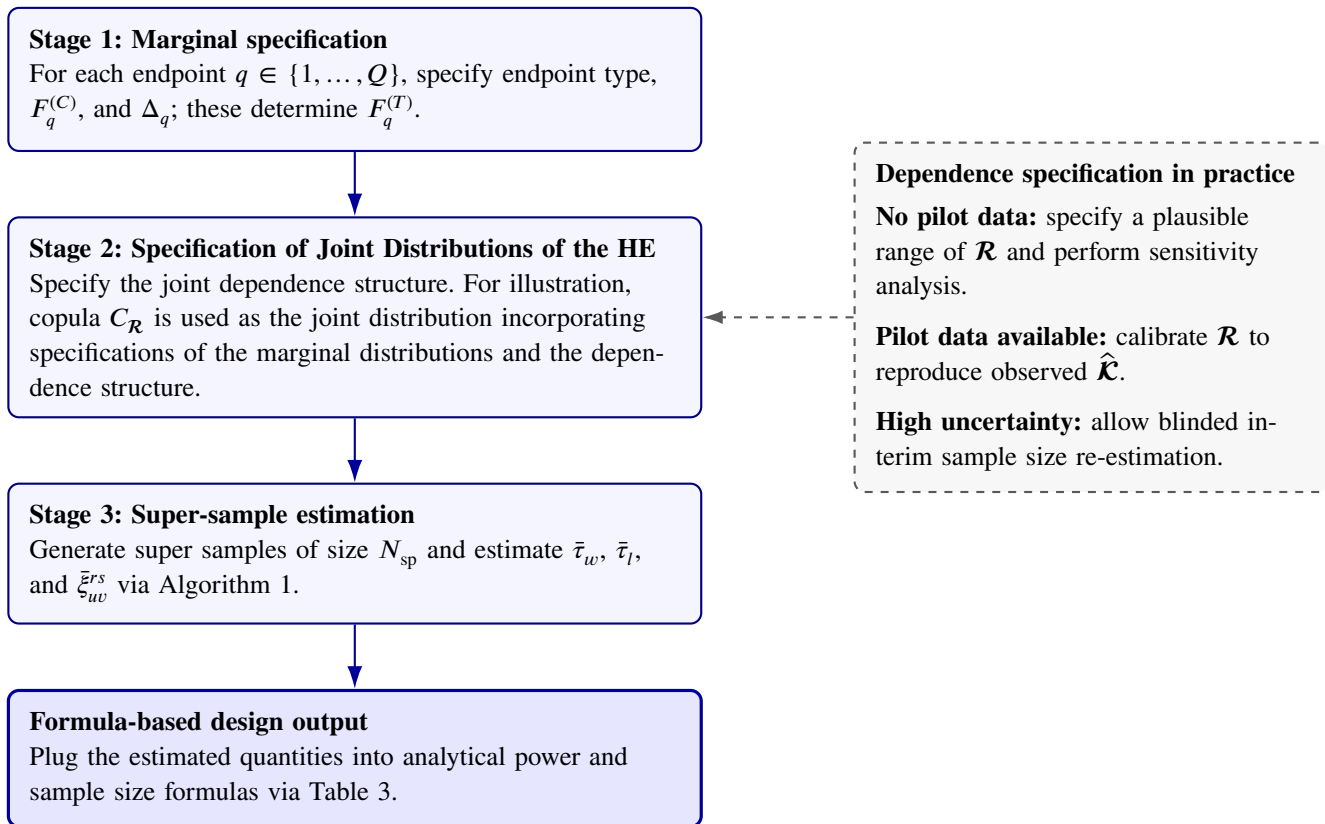 Stage 1: Marginal specification
For each endpoint q ∈ {1, … , Q}, specify endpoint type,
F_q^{(C)}, and Δ_q; these determine F_q^{(T)}.
Stage 2: Specification of Joint Distributions of the HE
Specify the joint dependence structure. For illustration,
copula C_𝓡 is used as the joint distribution incorporating
specifications of the marginal distributions and the depen-
dence structure.
Stage 3: Super-sample estimation
Generate super samples of size N_sp and estimate τ̄_w, τ̄_l,
and ξ̄_{uv}^{rs} via Algorithm 1.
Formula-based design output
Plug the estimated quantities into analytical power and
sample size formulas via Table 3.
Dependence specification in practice
No pilot data: specify a plausible
range of 𝓡 and perform sensitivity
analysis.
Pilot data available: calibrate 𝓡 to
reproduce observed 𝓚̂.
High uncertainty: allow blinded in-
terim sample size re-estimation.